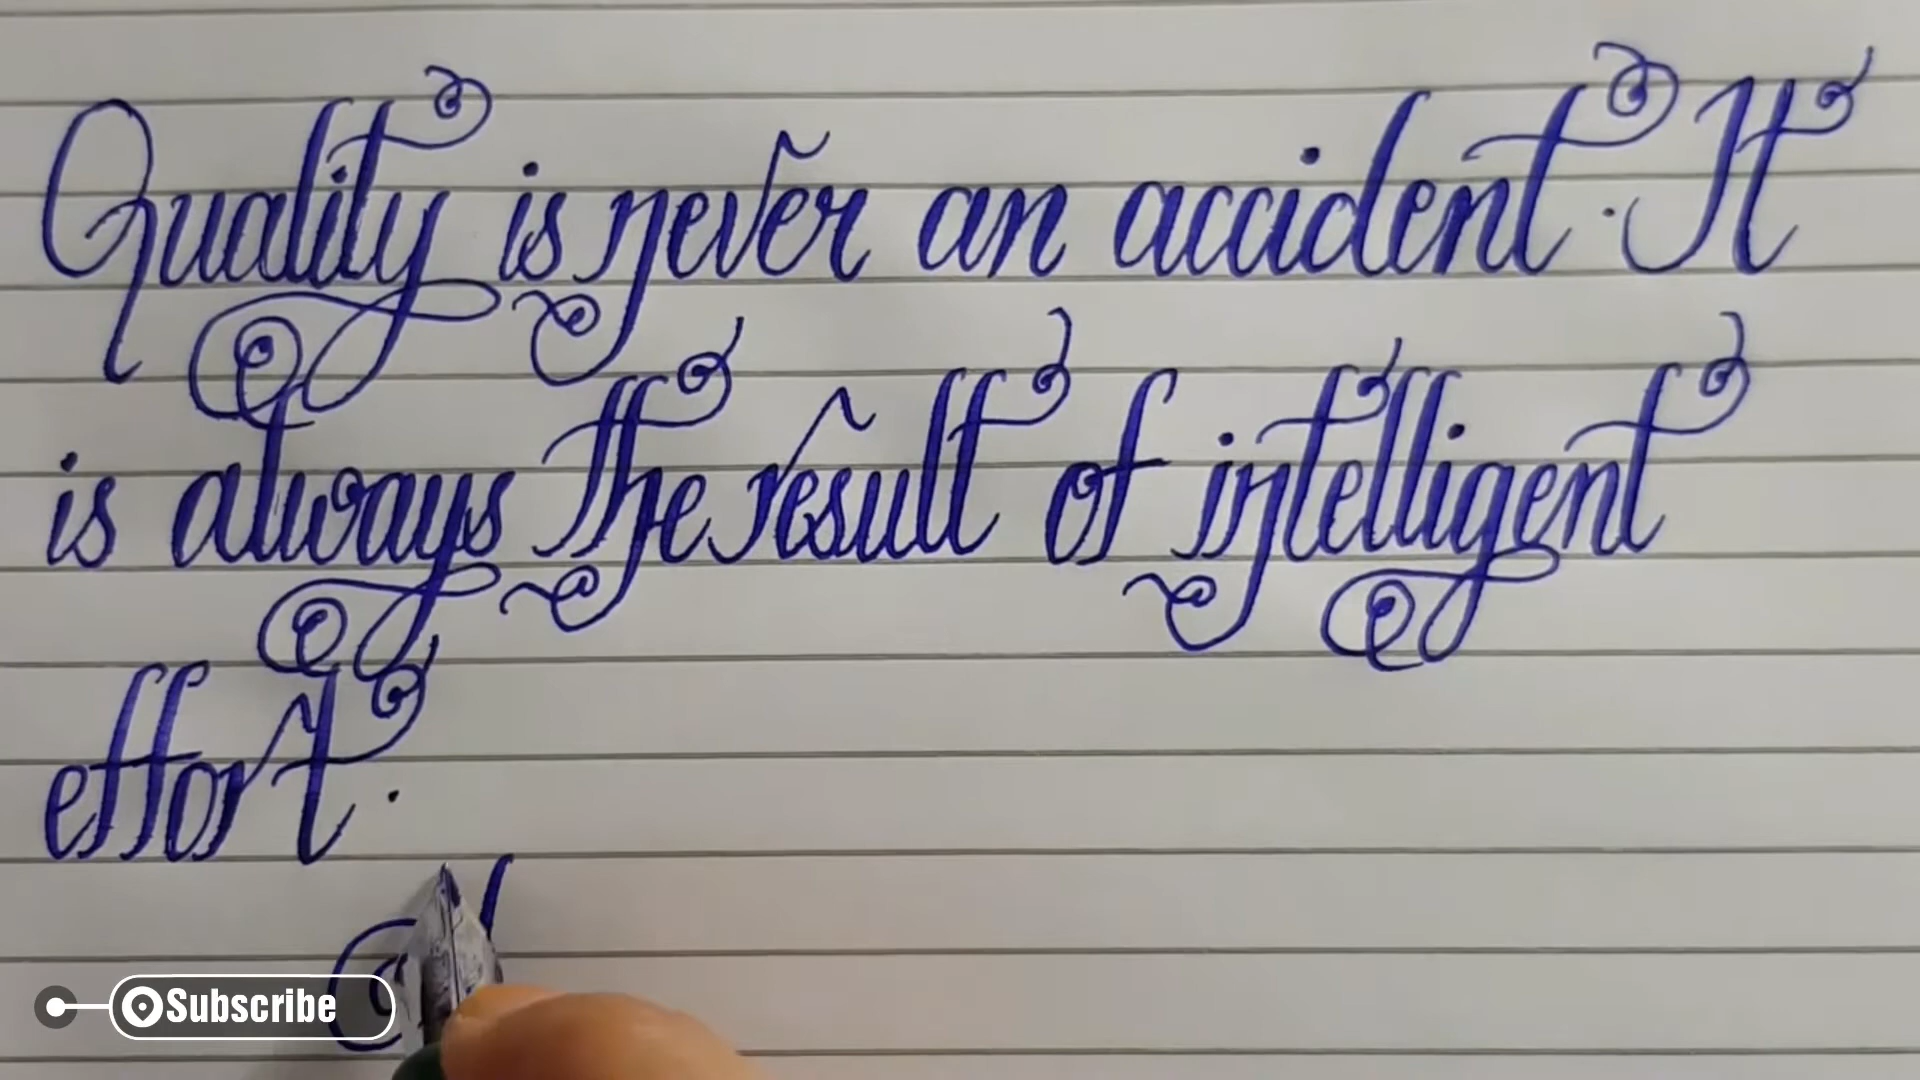 Quality is never an accident. It
is always the result of intelligent
effort.
Subscribe